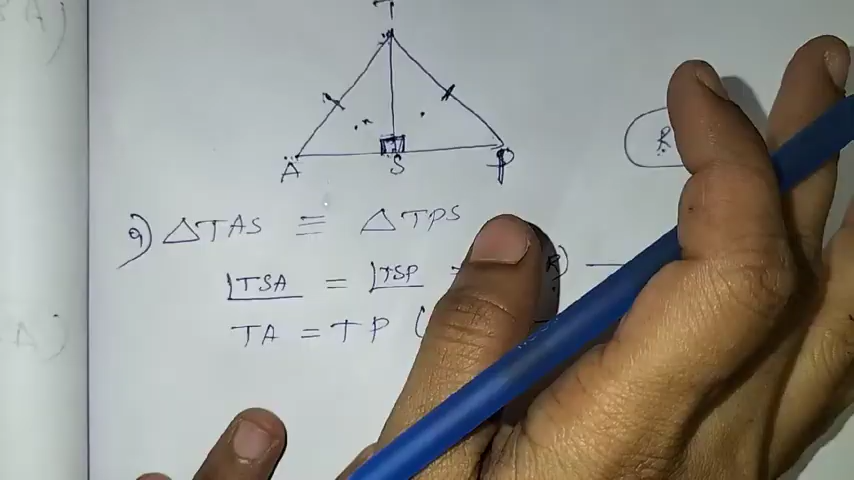 T
A S P
R
9) △TAS ≡ △TPS
∠TSA = ∠TSP = R)
TA = TP (
A)
A)